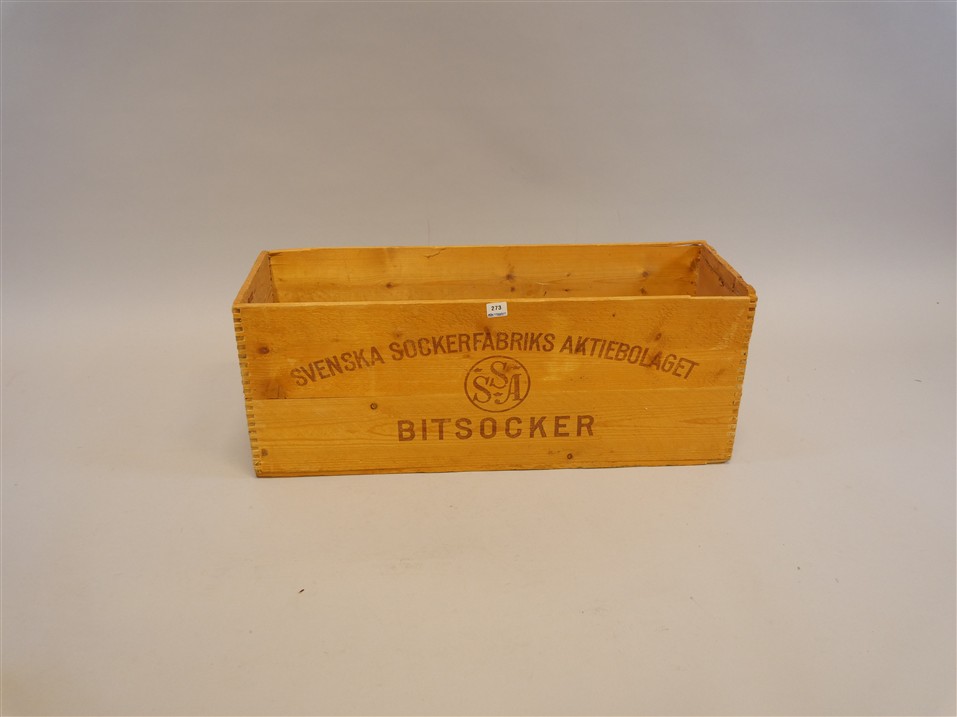 273
SVENSKA SOCKERFABRIKS AKTIEBOLAGET
SSA
BITSOCKER